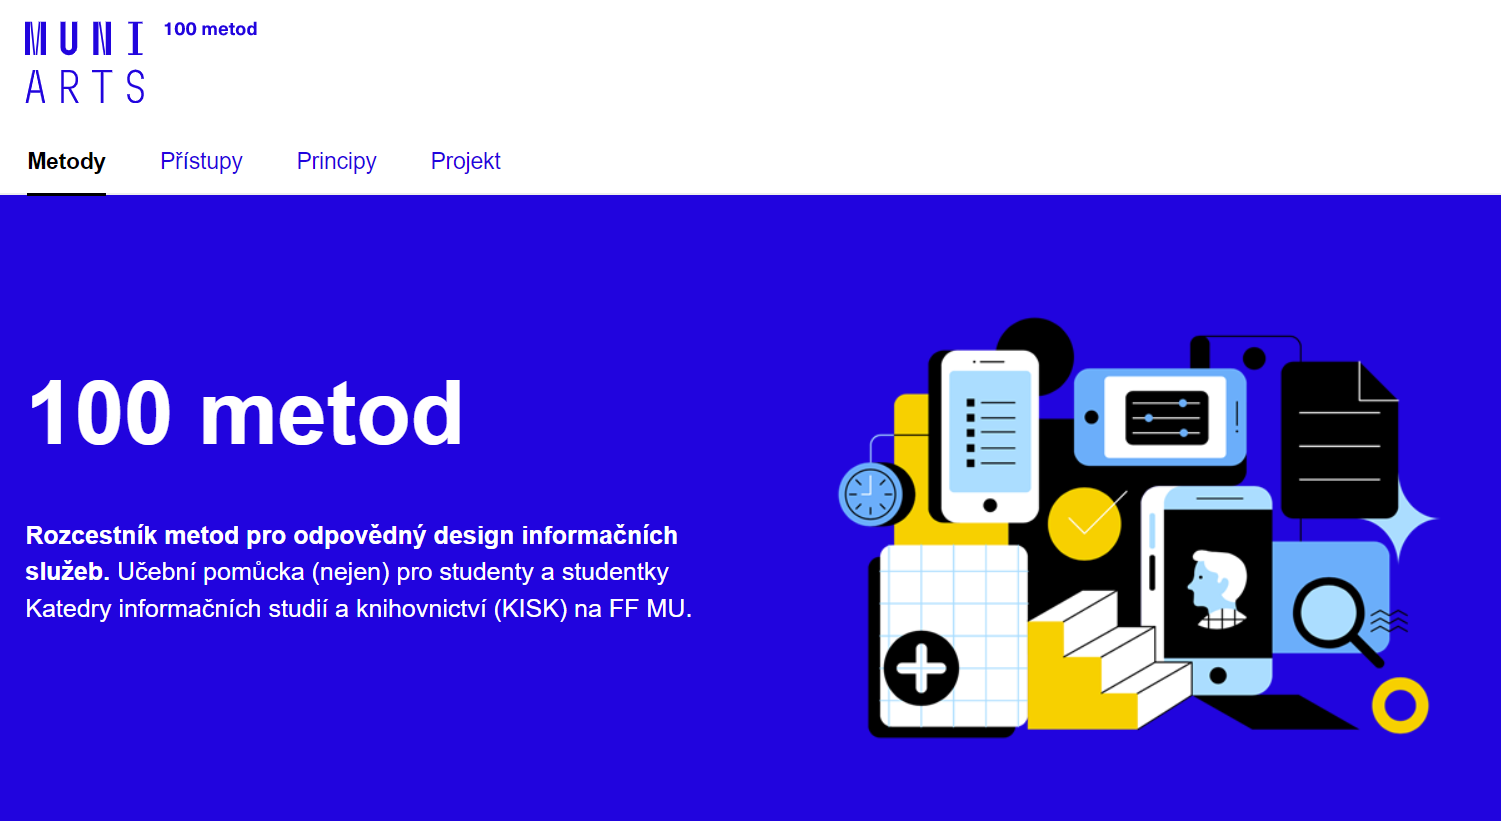 MUNI 100 metod
ARTS
Metody Přístupy Principy Projekt
100 metod
Rozcestník metod pro odpovědný design informačních
služeb. Učební pomůcka (nejen) pro studenty a studentky
Katedry informačních studií a knihovnictví (KISK) na FF MU.